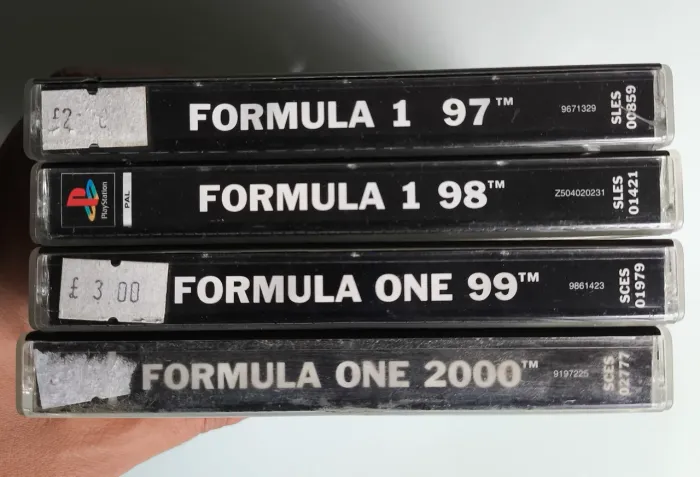 £2
FORMULA 1 97™
9671329
SLES
00859
PlayStation
PAL
FORMULA 1 98™
Z504020231
SLES
01421
£ 3.00
FORMULA ONE 99™
9861423
SCES
01979
FORMULA ONE 2000™
9197225
SCES
02777